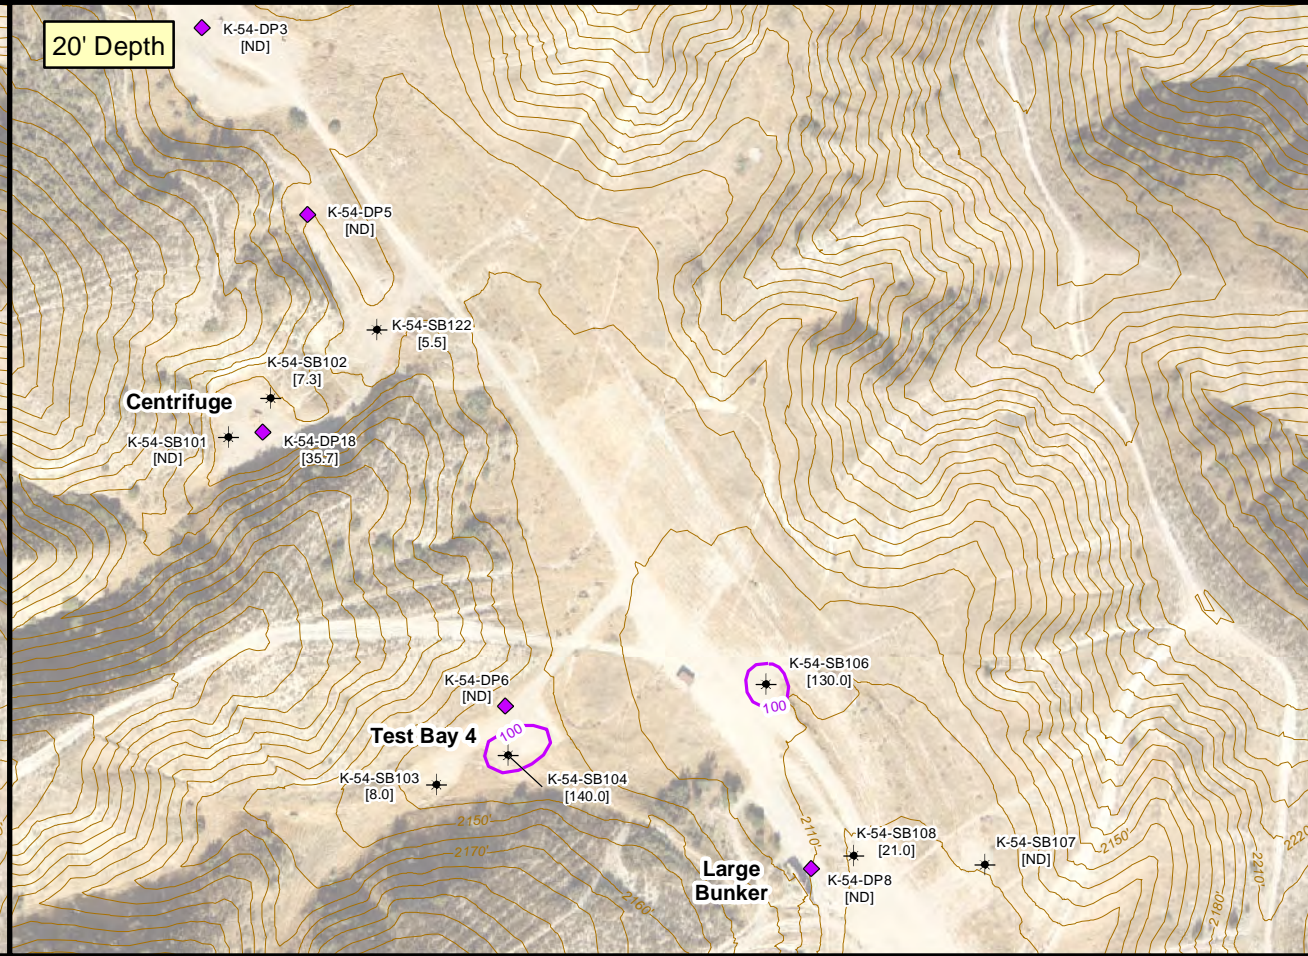 20' Depth
K-54-DP3
[ND]
K-54-DP5
[ND]
K-54-SB122
[5.5]
K-54-SB102
[7.3]
Centrifuge
K-54-SB101
[ND]
K-54-DP18
[35.7]
K-54-SB106
[130.0]
100
K-54-DP6
[ND]
Test Bay 4
100
K-54-SB103
[8.0]
K-54-SB104
[140.0]
2150'
2170'
2160'
2110'
K-54-SB108
[21.0]
K-54-SB107
[ND]
2150'
Large
Bunker
K-54-DP8
[ND]
2180'
2210'